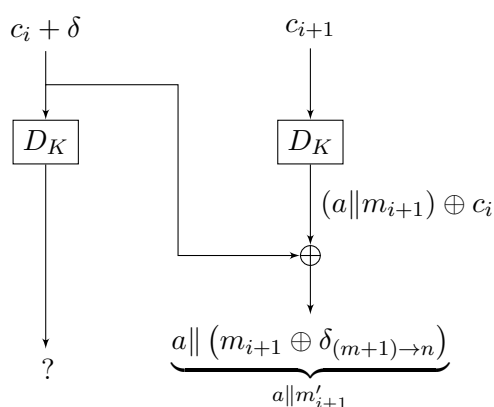 c_i + δ
c_{i+1}
D_K
D_K
(a‖m_{i+1}) ⊕ c_i
⊕
a‖ (m_{i+1} ⊕ δ_{(m+1)→n})
?
a‖m'_{i+1}